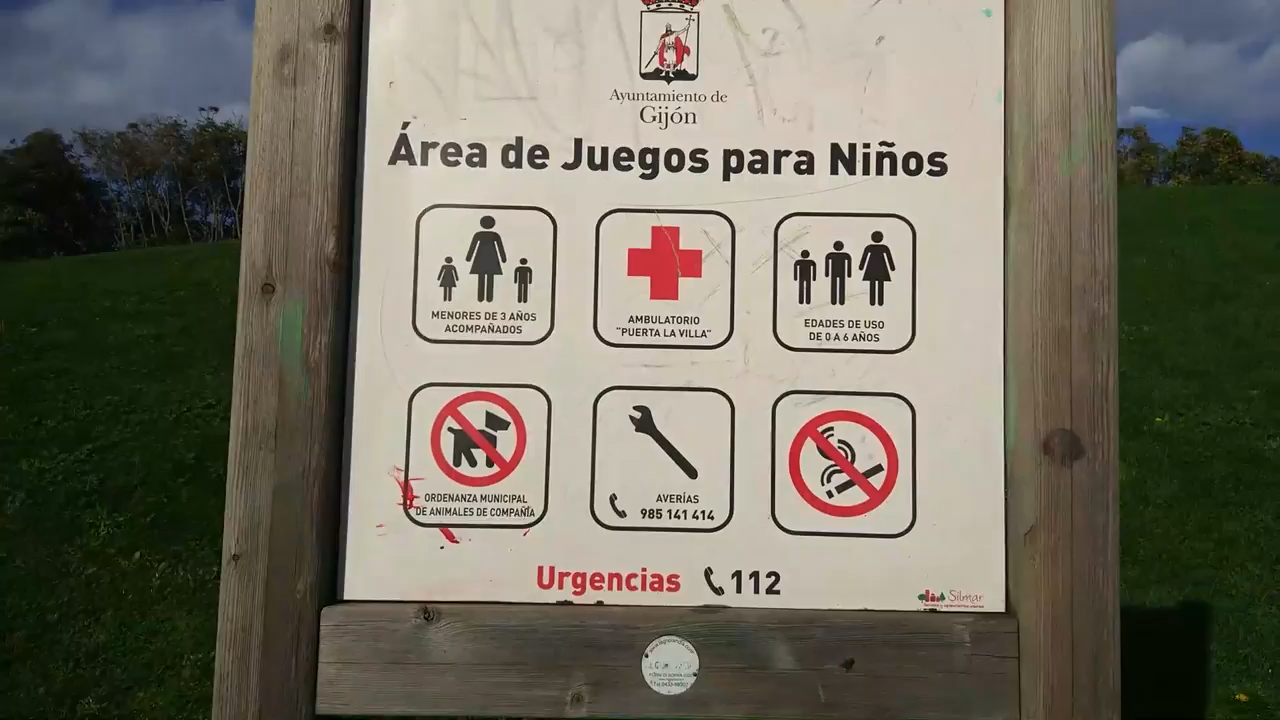 Ayuntamiento de
Gijón
Área de Juegos para Niños
MENORES DE 3 AÑOS
ACOMPAÑADOS
AMBULATORIO
"PUERTA LA VILLA"
EDADES DE USO
DE 0 A 6 AÑOS
ORDENANZA MUNICIPAL
DE ANIMALES DE COMPAÑÍA
AVERÍAS
985 141 414
Urgencias 112
Silmar